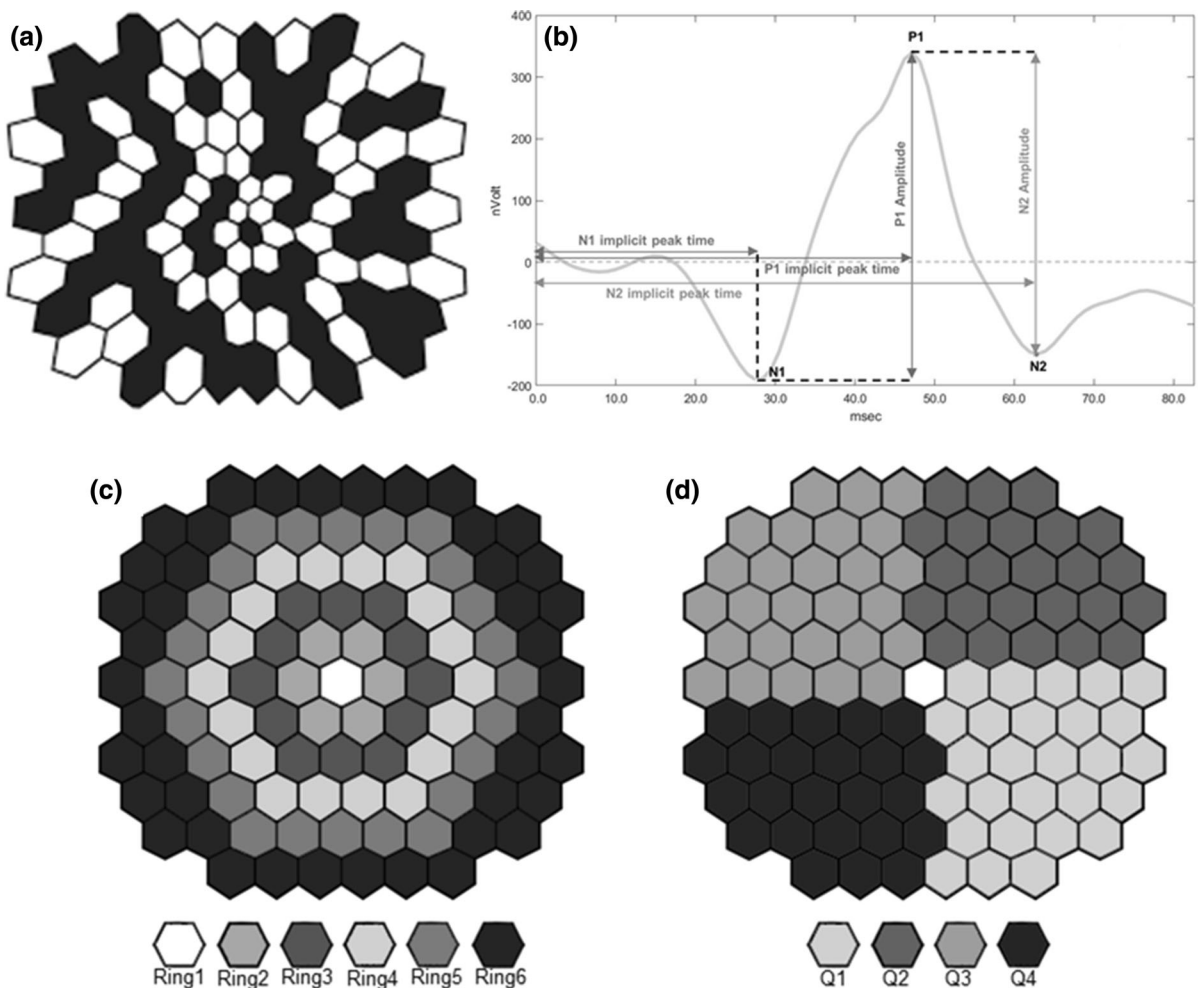 (a)
(b)
400
300
200
100
0
-100
-200
nVolt
P1
P1 Amplitude
N2 Amplitude
N1 implicit peak time
P1 implicit peak time
N2 implicit peak time
N1
N2
0.0 10.0 20.0 30.0 40.0 50.0 60.0 70.0 80.0
msec
(c)
(d)
Ring1 Ring2 Ring3 Ring4 Ring5 Ring6
Q1 Q2 Q3 Q4